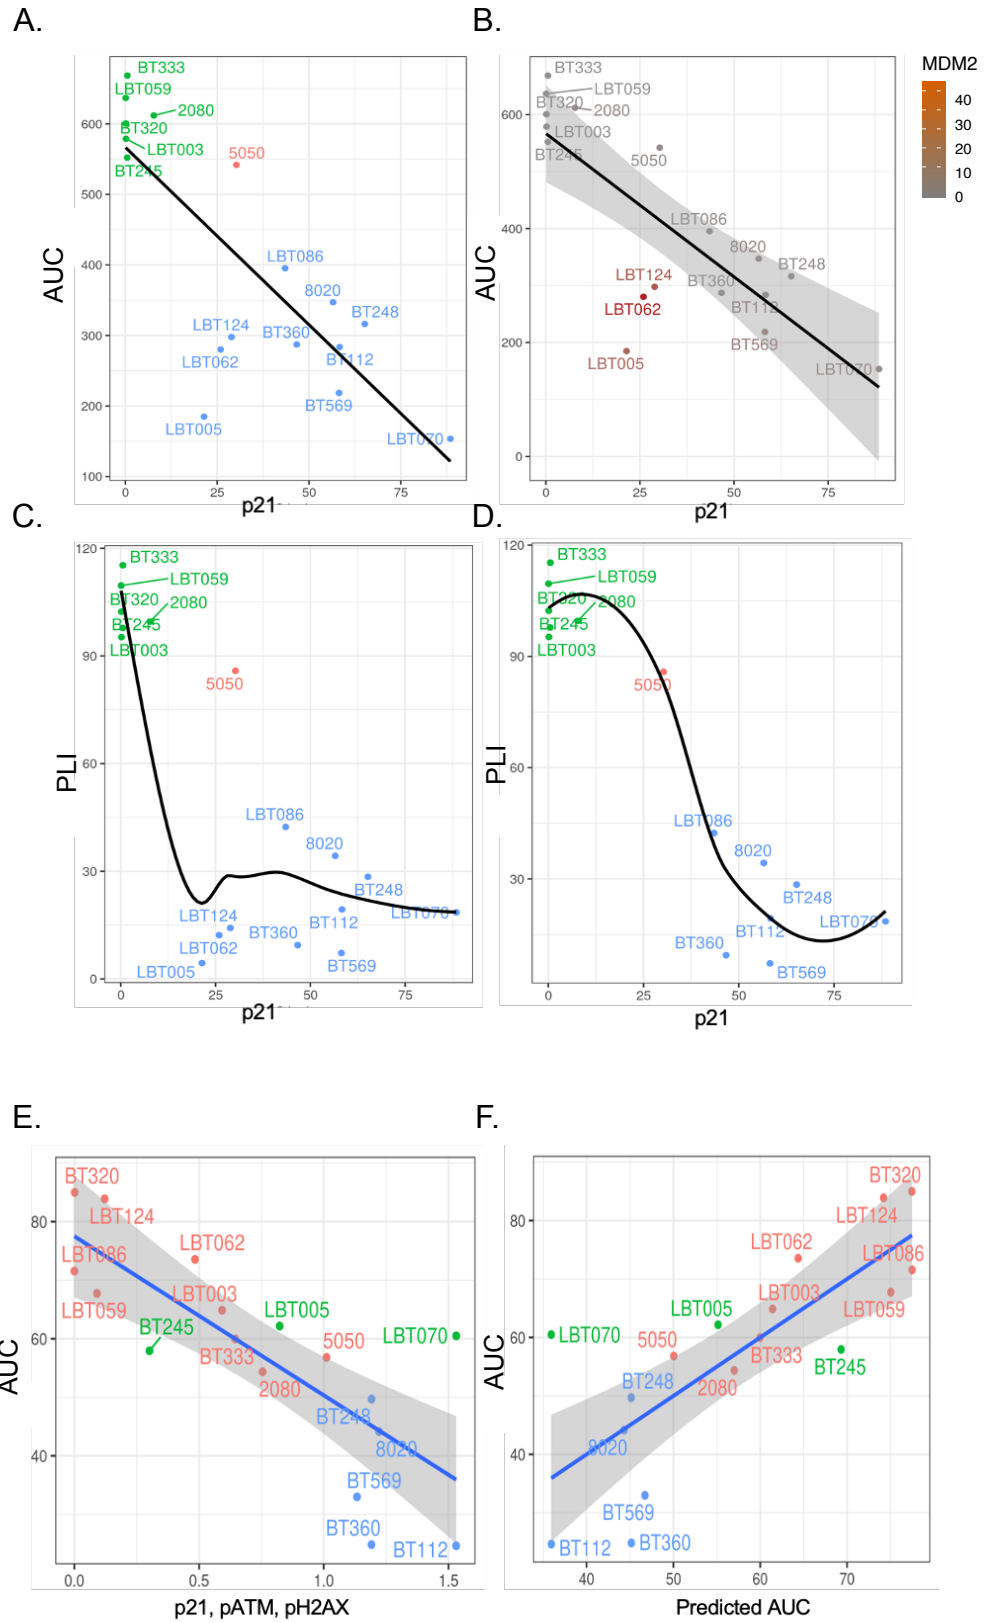 A.
B.
BT333
LBT059
2080
BT320
LBT003
BT245
5050
LBT086
8020
BT248
LBT124
BT360
LBT062
BT112
BT569
LBT005
LBT070
600
500
400
300
200
100
0
25
50
75
AUC
p21
BT333
LBT059
BT320
2080
LBT003
BT245
5050
LBT086
8020
BT248
LBT124
BT360
LBT062
BT112
BT569
LBT005
LBT070
600
400
200
0
0
25
50
75
AUC
p21
MDM2
40
30
20
10
0
C.
D.
120
90
60
30
0
BT333
LBT059
BT320
2080
BT245
LBT003
5050
LBT086
8020
BT248
LBT124
LBT070
BT112
BT360
LBT062
BT569
LBT005
0
25
50
75
PLI
p21
120
90
60
30
BT333
LBT059
BT320
2080
BT245
LBT003
5050
LBT086
8020
BT248
LBT070
BT112
BT360
BT569
0
25
50
75
PLI
p21
E.
F.
BT320
LBT124
LBT062
LBT086
LBT003
LBT059
LBT005
BT245
5050
LBT070
BT333
2080
BT248
8020
BT569
BT360
BT112
80
60
40
0.0
0.5
1.0
1.5
AUC
p21, pATM, pH2AX
BT320
LBT124
LBT062
LBT086
LBT003
LBT059
LBT005
LBT070
5050
BT333
BT245
BT248
2080
8020
BT569
BT360
BT112
80
60
40
40
50
60
70
AUC
Predicted AUC